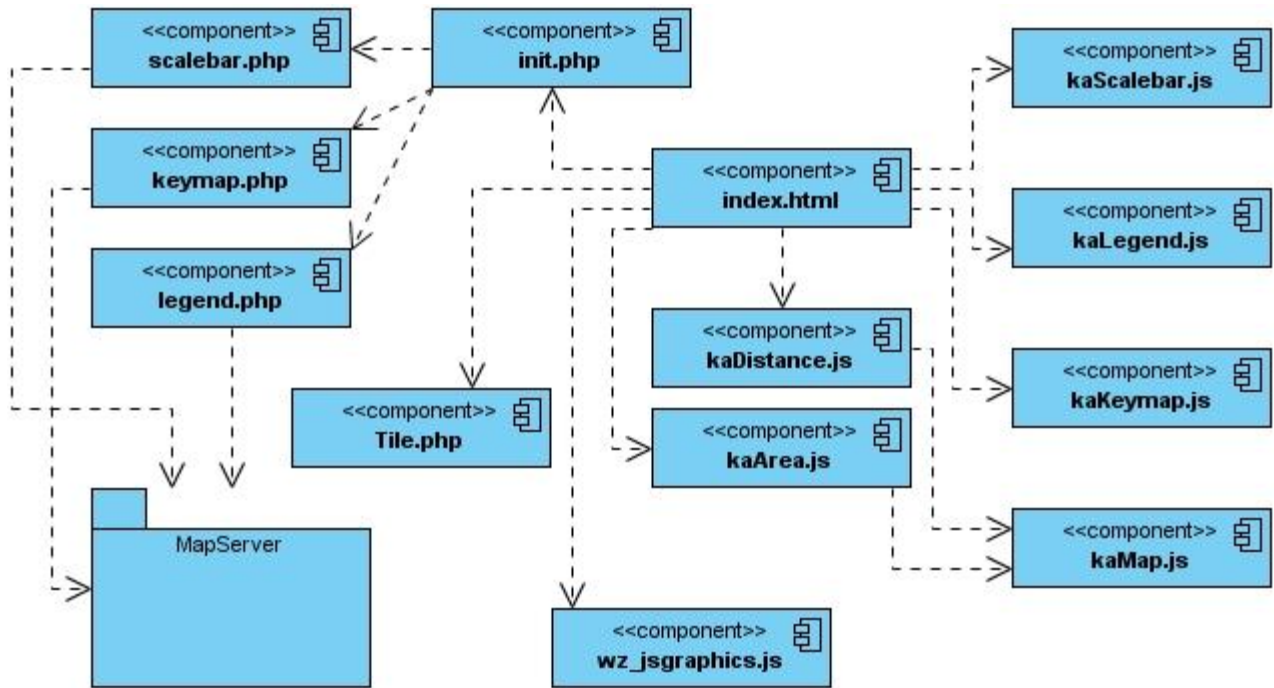 <<component>>
scalebar.php
<<component>>
init.php
<<component>>
kaScalebar.js
<<component>>
keymap.php
<<component>>
index.html
<<component>>
kaLegend.js
<<component>>
legend.php
<<component>>
kaDistance.js
<<component>>
kaKeymap.js
<<component>>
Tile.php
<<component>>
kaArea.js
MapServer
<<component>>
kaMap.js
<<component>>
wz_jsgraphics.js